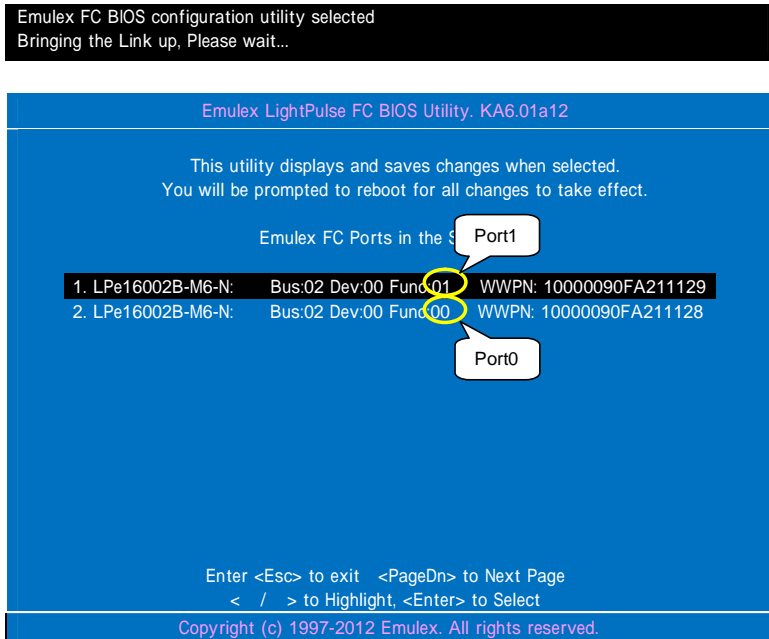 Emulex FC BIOS configuration utility selected
Bringing the Link up, Please wait...
Emulex LightPulse FC BIOS Utility. KA6.01a12
This utility displays and saves changes when selected.
You will be prompted to reboot for all changes to take effect.
Emulex FC Ports in the
Port1
1. LPe16002B-M6-N: Bus:02 Dev:00 Func:01 WWPN: 10000090FA211129
2. LPe16002B-M6-N: Bus:02 Dev:00 Func:00 WWPN: 10000090FA211128
Port0
Enter <Esc> to exit <PageDn> to Next Page
< / > to Highlight, <Enter> to Select
Copyright (c) 1997-2012 Emulex. All rights reserved.